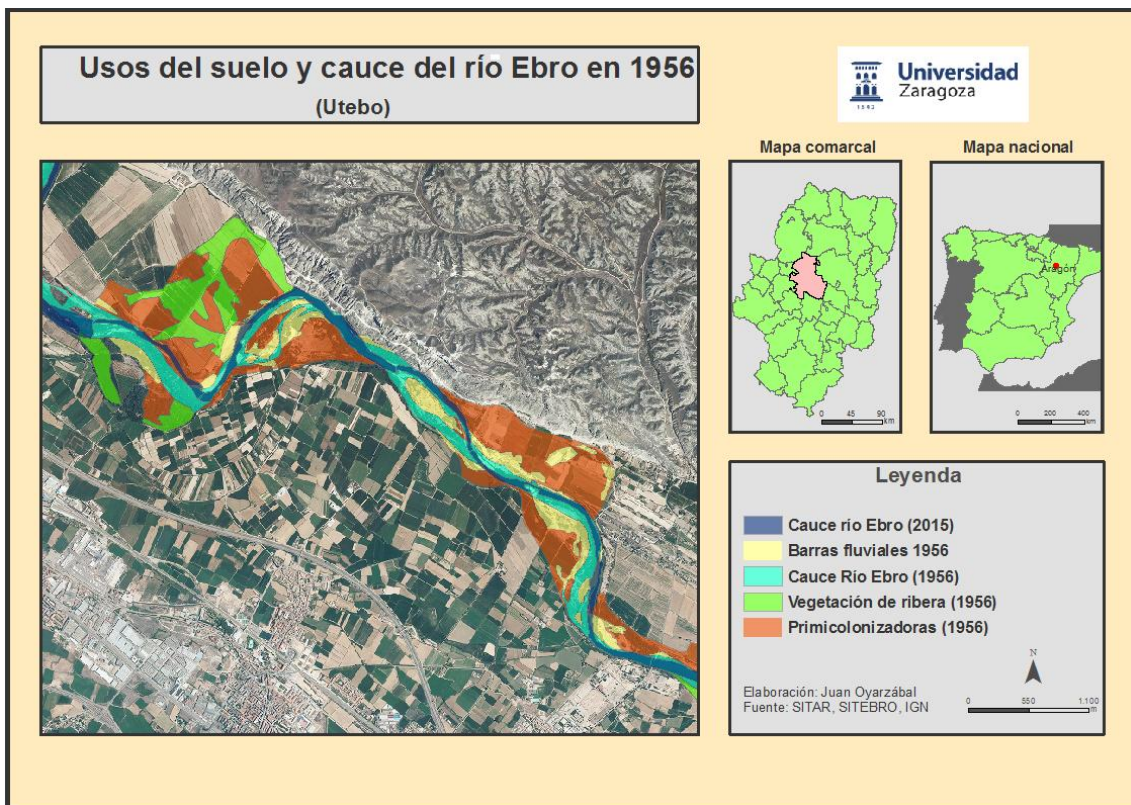 Usos del suelo y cauce del río Ebro en 1956
(Utebo)
Universidad
Zaragoza
1542
Mapa comarcal
0 45 90
km
Mapa nacional
Aragón
0 200 400
km
Leyenda
Cauce río Ebro (2015)
Barras fluviales 1956
Cauce Río Ebro (1956)
Vegetación de ribera (1956)
Primicolonizadoras (1956)
N
Elaboración: Juan Oyarzábal
Fuente: SITAR, SITEBRO, IGN
0 550 1.100
m